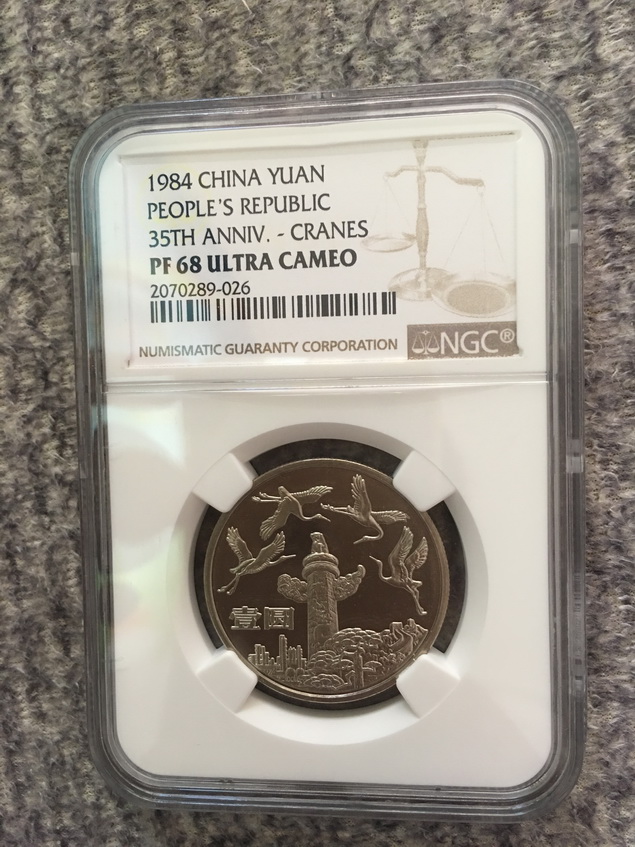 1984 CHINA YUAN
PEOPLE'S REPUBLIC
35TH ANNIV. - CRANES
PF 68 ULTRA CAMEO
2070289-026
NUMISMATIC GUARANTY CORPORATION
NGC®
壹圓